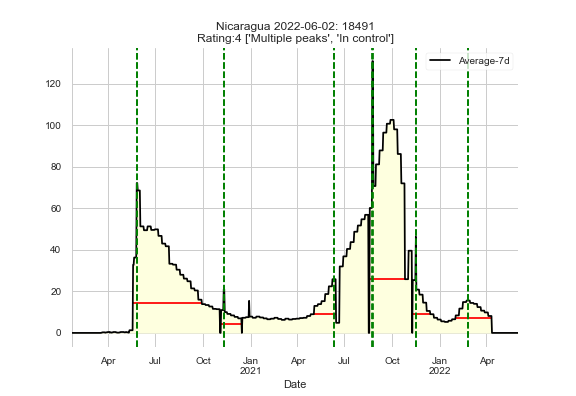 Nicaragua 2022-06-02: 18491
Rating:4 ['Multiple peaks', 'In control']
Average-7d
120
100
80
60
40
20
0
Apr Jul Oct Jan Apr Jul Oct Jan Apr
2021 2022
Date